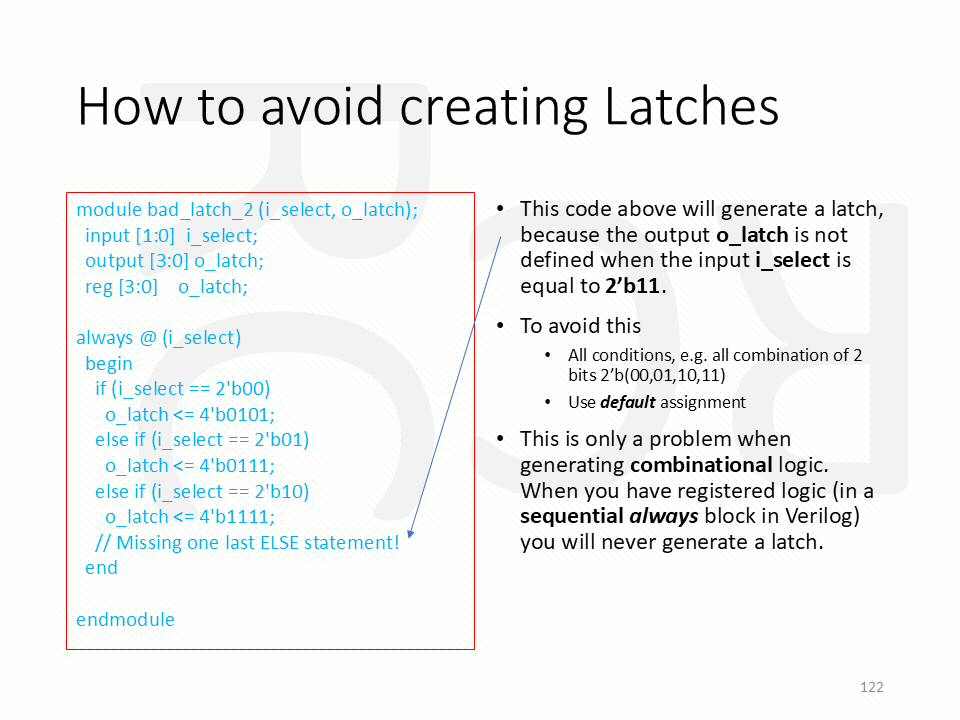 How to avoid creating Latches
module bad_latch_2 (i_select, o_latch);
input [1:0] i_select;
output [3:0] o_latch;
reg [3:0] o_latch;
always @ (i_select)
begin
if (i_select == 2'b00)
o_latch <= 4'b0101;
else if (i_select == 2'b01)
o_latch <= 4'b0111;
else if (i_select == 2'b10)
o_latch <= 4'b1111;
// Missing one last ELSE statement!
end
endmodule
• This code above will generate a latch,
because the output o_latch is not
defined when the input i_select is
equal to 2’b11.
• To avoid this
• All conditions, e.g. all combination of 2
bits 2’b(00,01,10,11)
• Use default assignment
• This is only a problem when
generating combinational logic.
When you have registered logic (in a
sequential always block in Verilog)
you will never generate a latch.
122